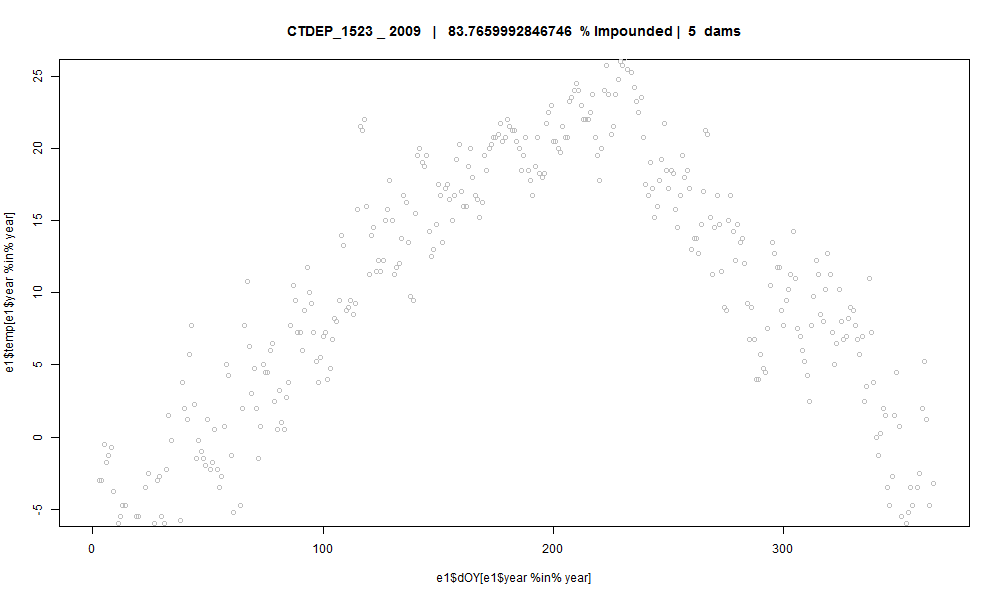 CTDEP_1523 _ 2009 | 83.7659992846746 % Impounded | 5 dams
e1$temp[e1$year %in% year]
25
20
15
10
5
0
-5
0 100 200 300
e1$dOY[e1$year %in% year]